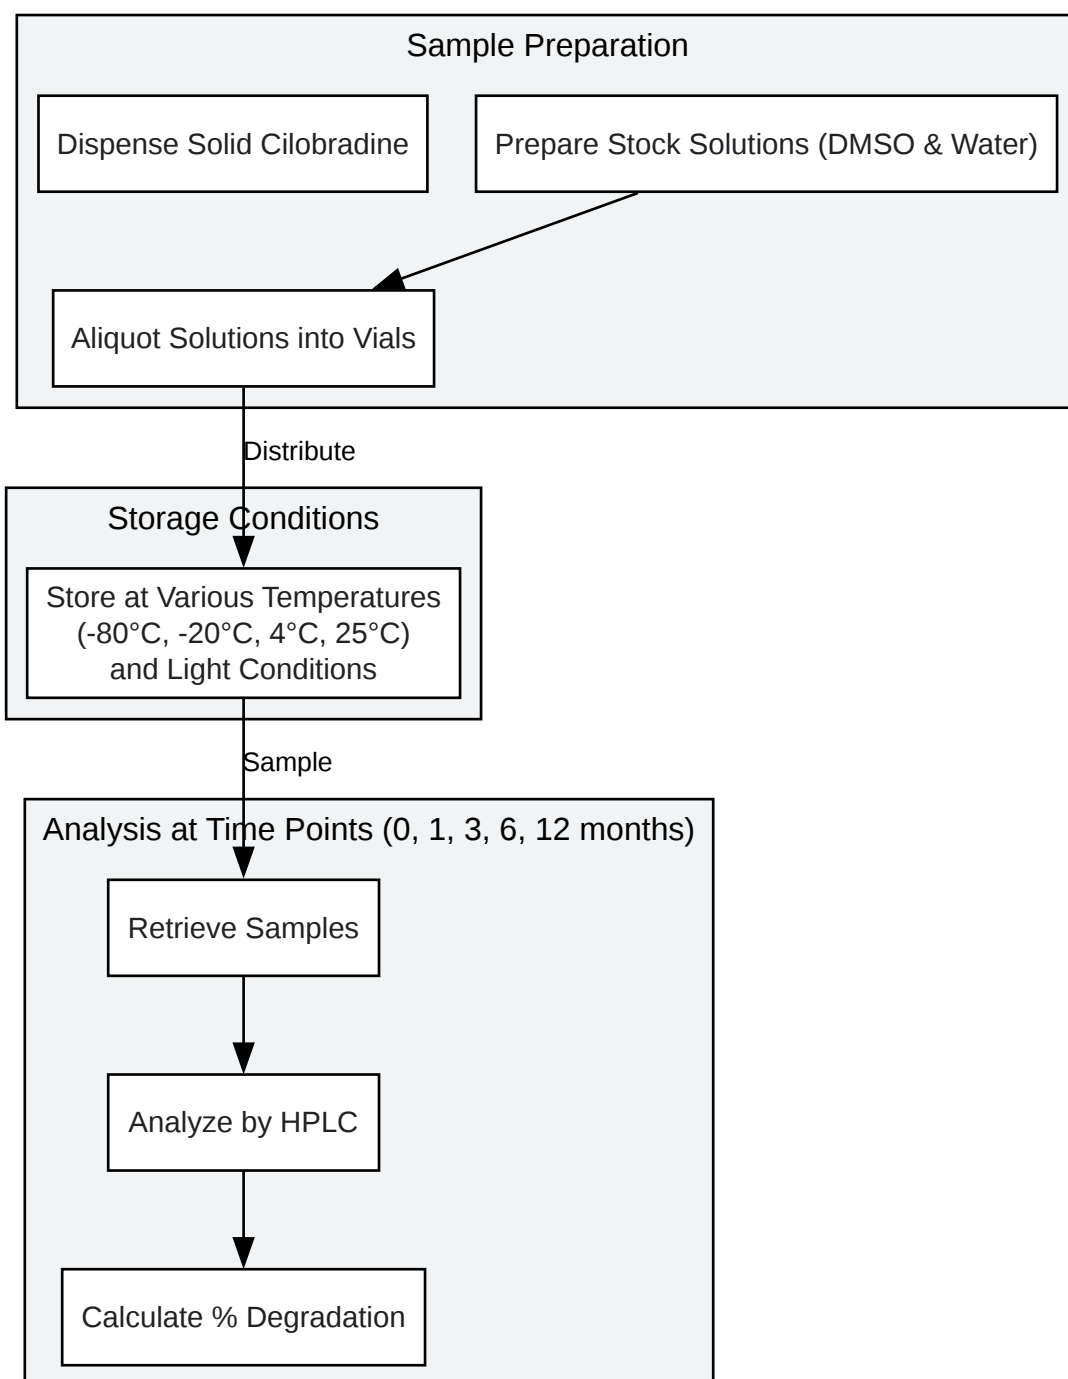 Sample Preparation
Dispense Solid Cilobradine
Prepare Stock Solutions (DMSO & Water)
Aliquot Solutions into Vials
Distribute
Storage Conditions
Store at Various Temperatures
(-80°C, -20°C, 4°C, 25°C)
and Light Conditions
Sample
Analysis at Time Points (0, 1, 3, 6, 12 months)
Retrieve Samples
Analyze by HPLC
Calculate % Degradation